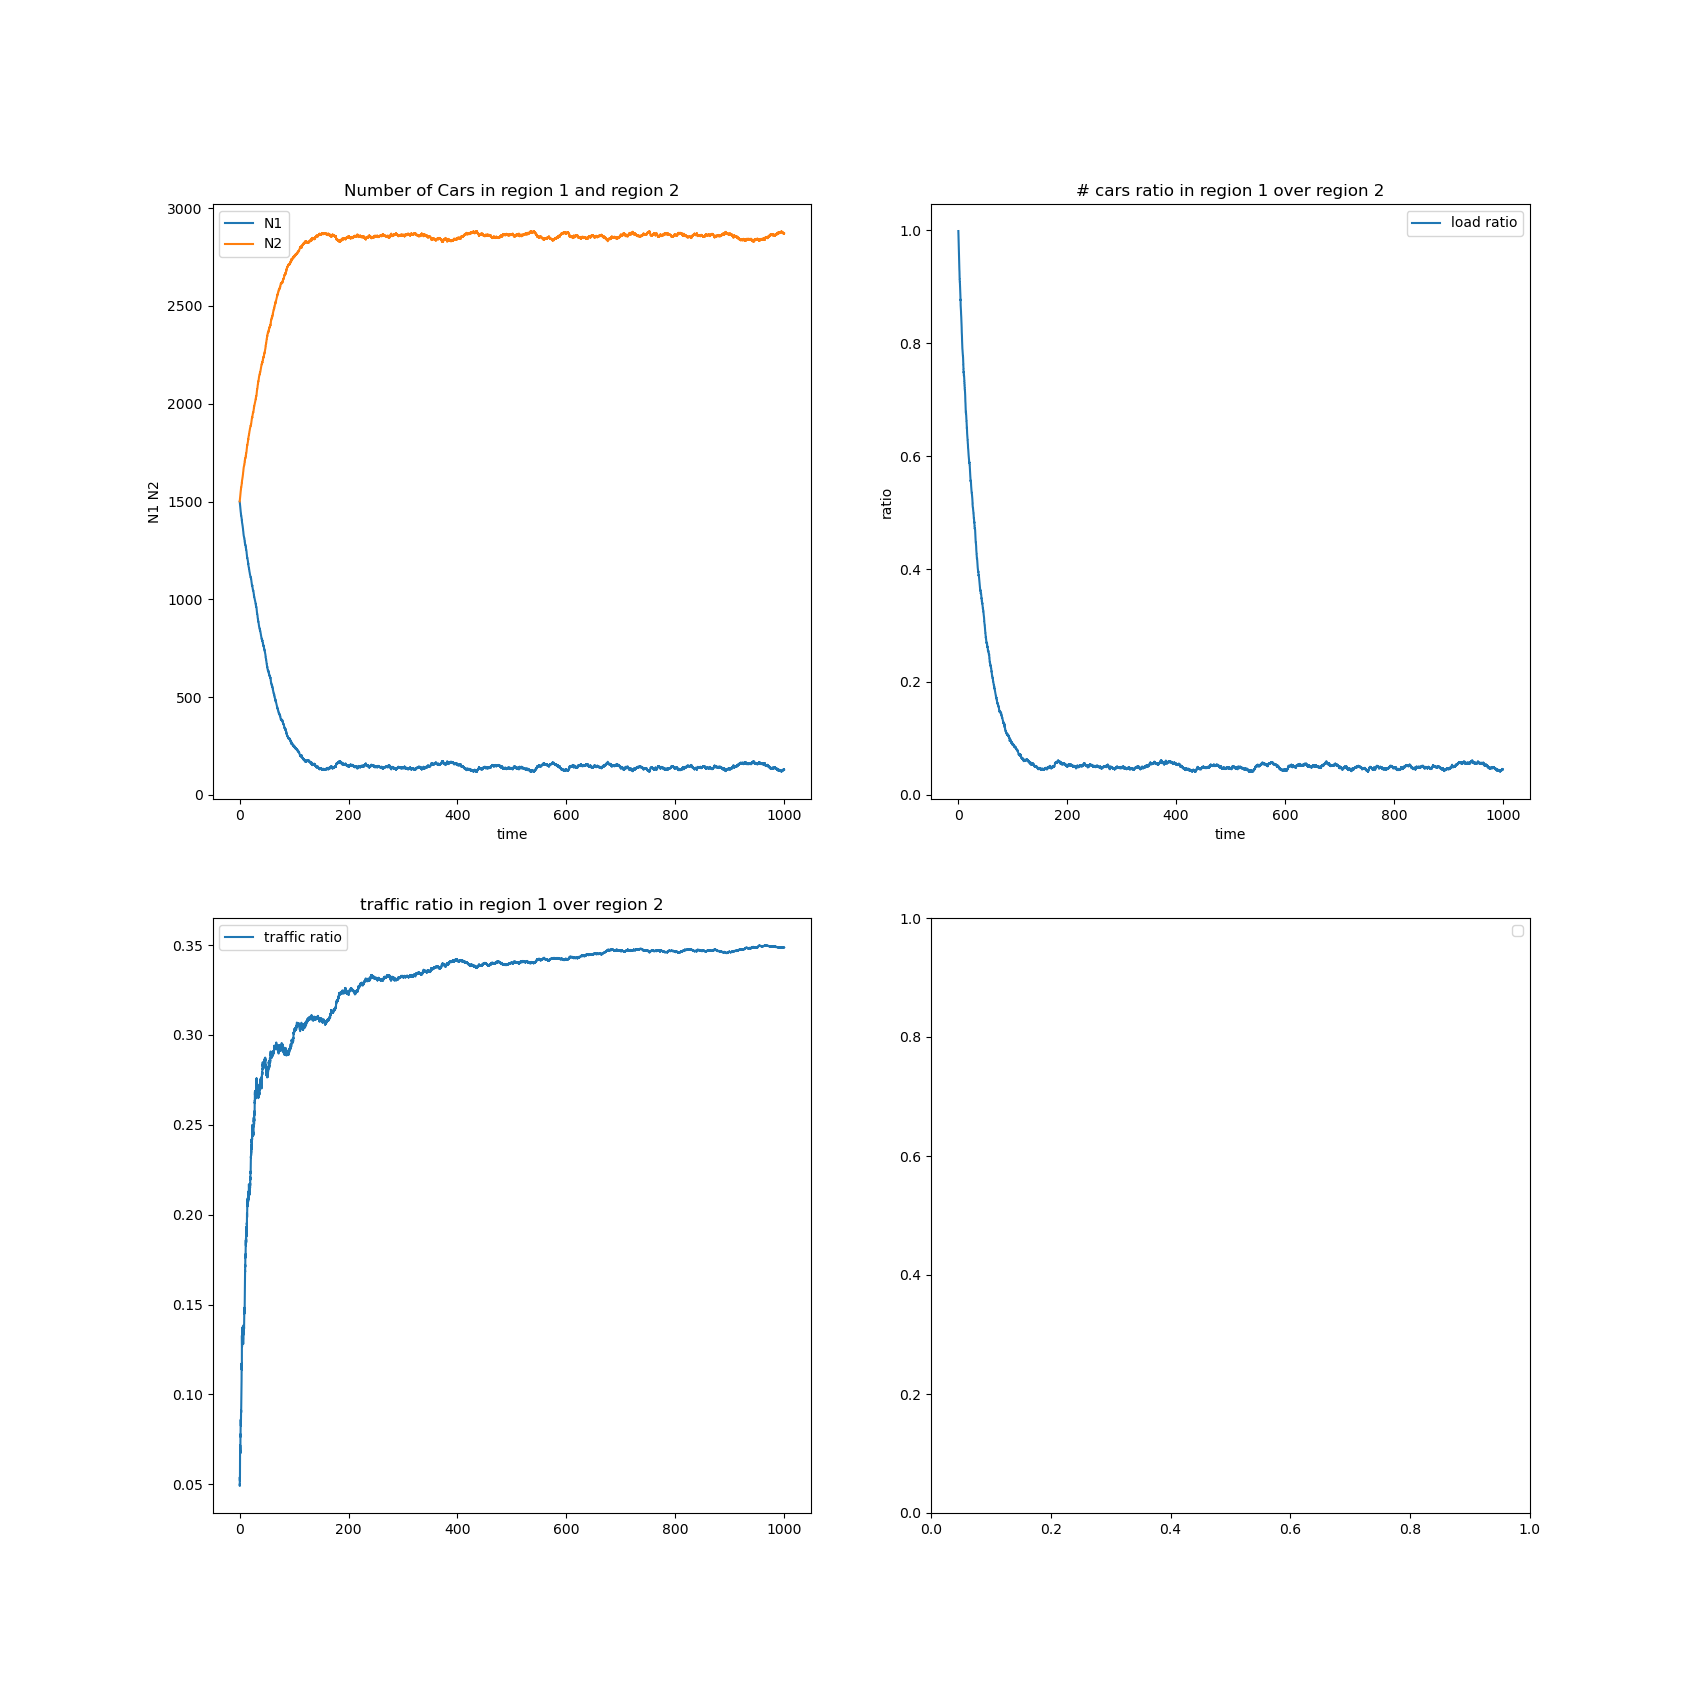 Number of Cars in region 1 and region 2
N1
N2
3000
2500
2000
1500
1000
500
0
N1 N2
0 200 400 600 800 1000
time
# cars ratio in region 1 over region 2
load ratio
1.0
0.8
0.6
0.4
0.2
0.0
ratio
0 200 400 600 800 1000
time
traffic ratio in region 1 over region 2
traffic ratio
0.35
0.30
0.25
0.20
0.15
0.10
0.05
0 200 400 600 800 1000
1.0
0.8
0.6
0.4
0.2
0.0
0.0 0.2 0.4 0.6 0.8 1.0